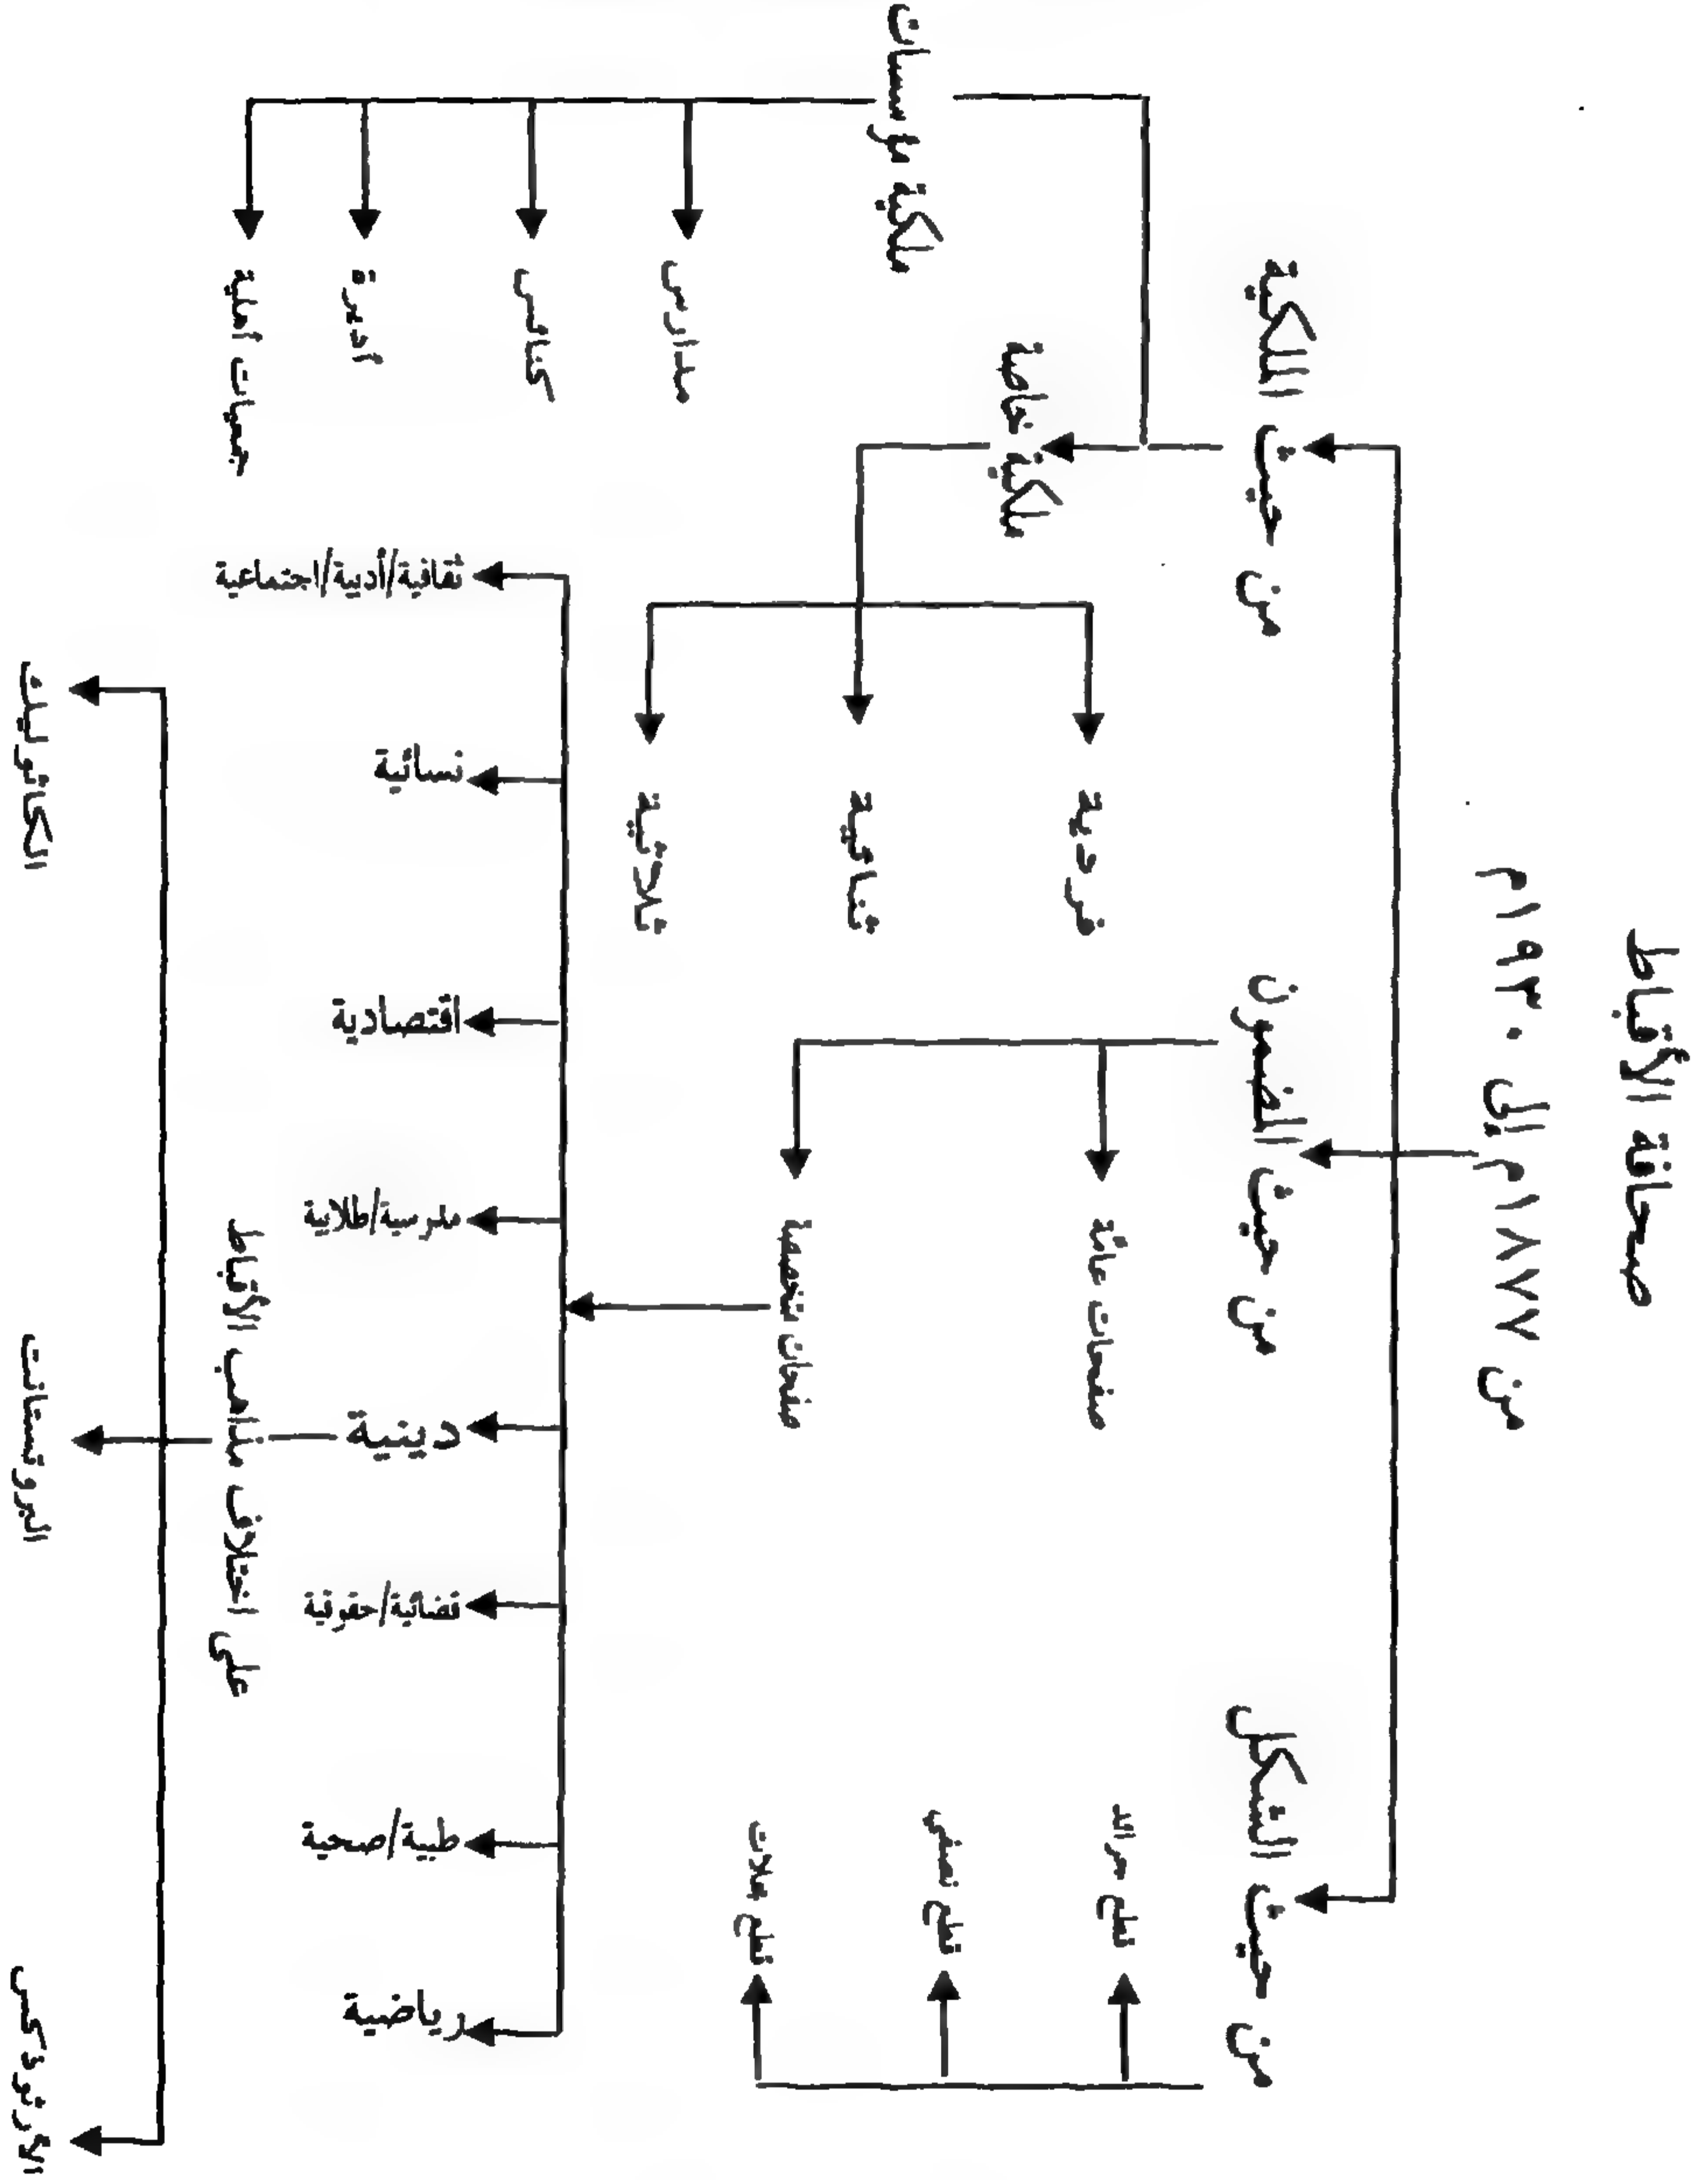 صحافة الأقباط
من ١٨٧٧م إلى ١٩٣٠م
من حيث الشكل
قطع جرائد
قطع نصفى
قطع مجلات
من حيث المضمون
صفحات عامة
صفحات متخصصة
رياضية
طبية/صحية
قضائية/حقوقية
دينية
مدرسية/طلابية
اقتصادية
نسائية
ثقافية/أدبية/اجتماعية
على اختلاف مذاهب الأقباط
الأرثوذكس
البروتستانت
الكاثوليك
من حيث الملكية
ملكية خاصة
فردية
ثنائية
ثلاثية
ملكية مؤسسات
مدارس
كنائس
أديرة
جمعيات أهلية